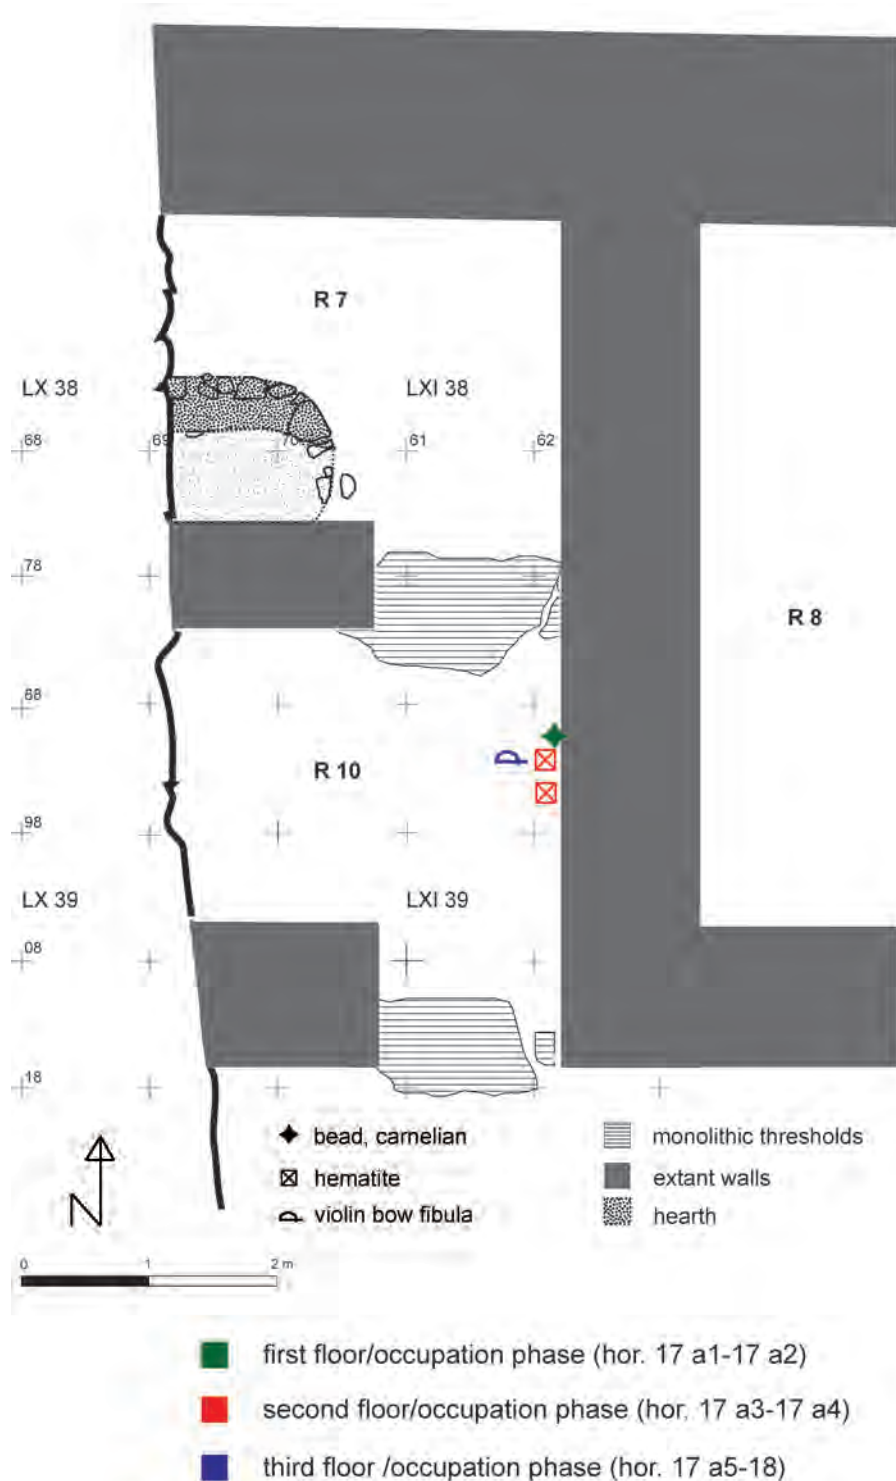 R 7
LX 38
LXI 38
68
69
70
61
62
78
R 8
68
R 10
98
LX 39
LXI 39
08
18
bead, carnelian
hematite
violin bow fibula
monolithic thresholds
extant walls
hearth
N
0 1 2 m
first floor/occupation phase (hor. 17 a1-17 a2)
second floor/occupation phase (hor. 17 a3-17 a4)
third floor /occupation phase (hor. 17 a5-18)